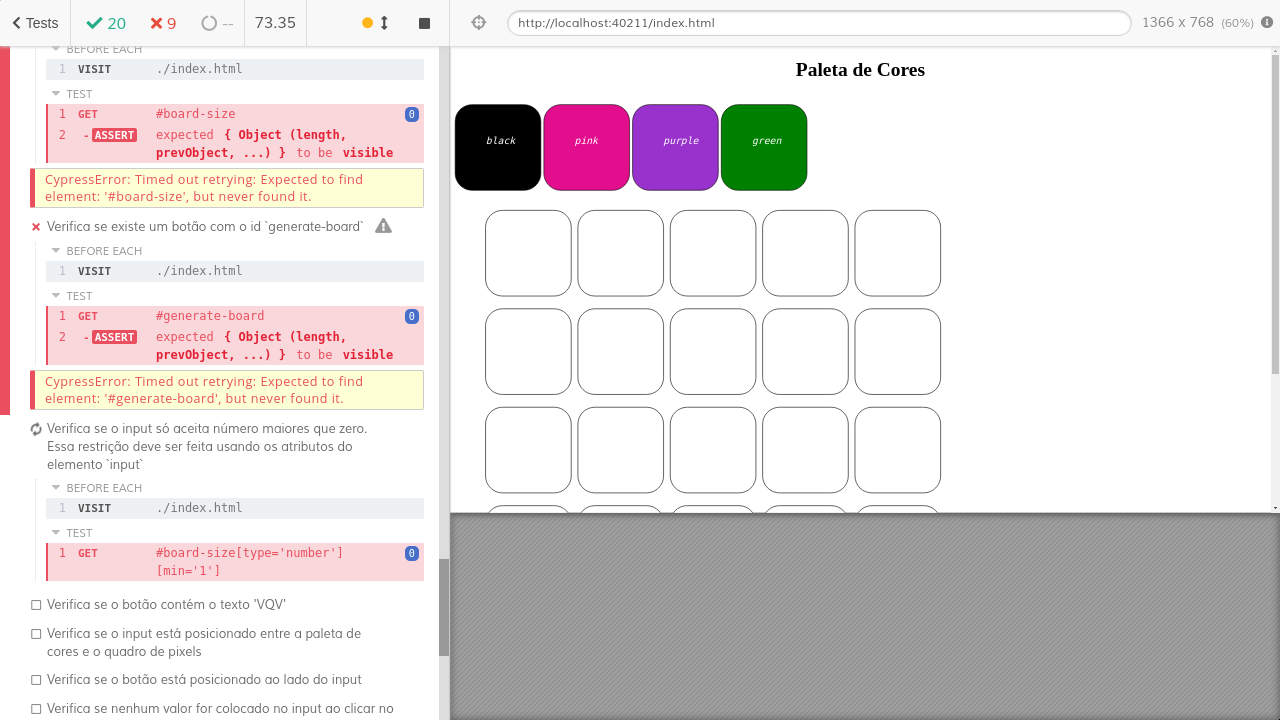 Tests
20
9
--
73.35
http://localhost:40211/index.html
1366 x 768 (60%)
BEFORE EACH
1 VISIT ./index.html
TEST
1 GET #board-size 0
2 -ASSERT expected { Object (length,
prevObject, ...) } to be visible
CypressError: Timed out retrying: Expected to find
element: '#board-size', but never found it.
Verifica se existe um botão com o id `generate-board`
BEFORE EACH
1 VISIT ./index.html
TEST
1 GET #generate-board 0
2 -ASSERT expected { Object (length,
prevObject, ...) } to be visible
CypressError: Timed out retrying: Expected to find
element: '#generate-board', but never found it.
Verifica se o input só aceita número maiores que zero.
Essa restrição deve ser feita usando os atributos do
elemento `input`
BEFORE EACH
1 VISIT ./index.html
TEST
1 GET #board-size[type='number'] 0
[min='1']
Verifica se o botão contém o texto 'VQV'
Verifica se o input está posicionado entre a paleta de
cores e o quadro de pixels
Verifica se o botão está posicionado ao lado do input
Verifica se nenhum valor for colocado no input ao clicar no
Paleta de Cores
black
pink
purple
green